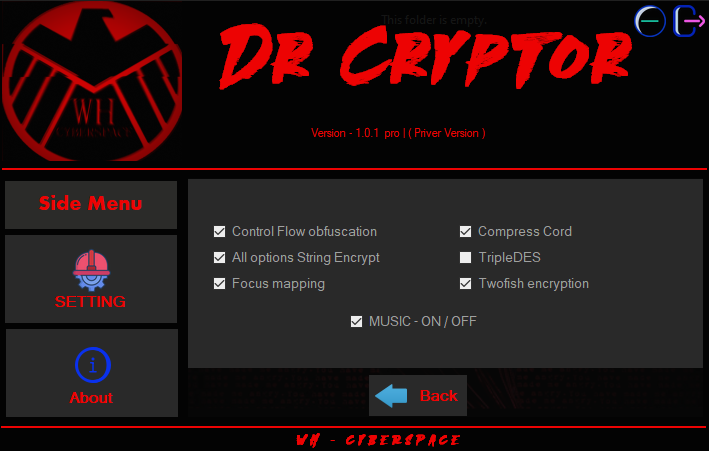 This folder is empty.
DR CRYPTOR
Version - 1.0.1 pro I ( Priver Version )
WH
CYBERSPACE
Side Menu
SETTING
About
Control Flow obfuscation
Compress Cord
All options String Encrypt
TripleDES
Focus mapping
Twofish encryption
MUSIC - ON / OFF
Back
WH - CYBERSPACE